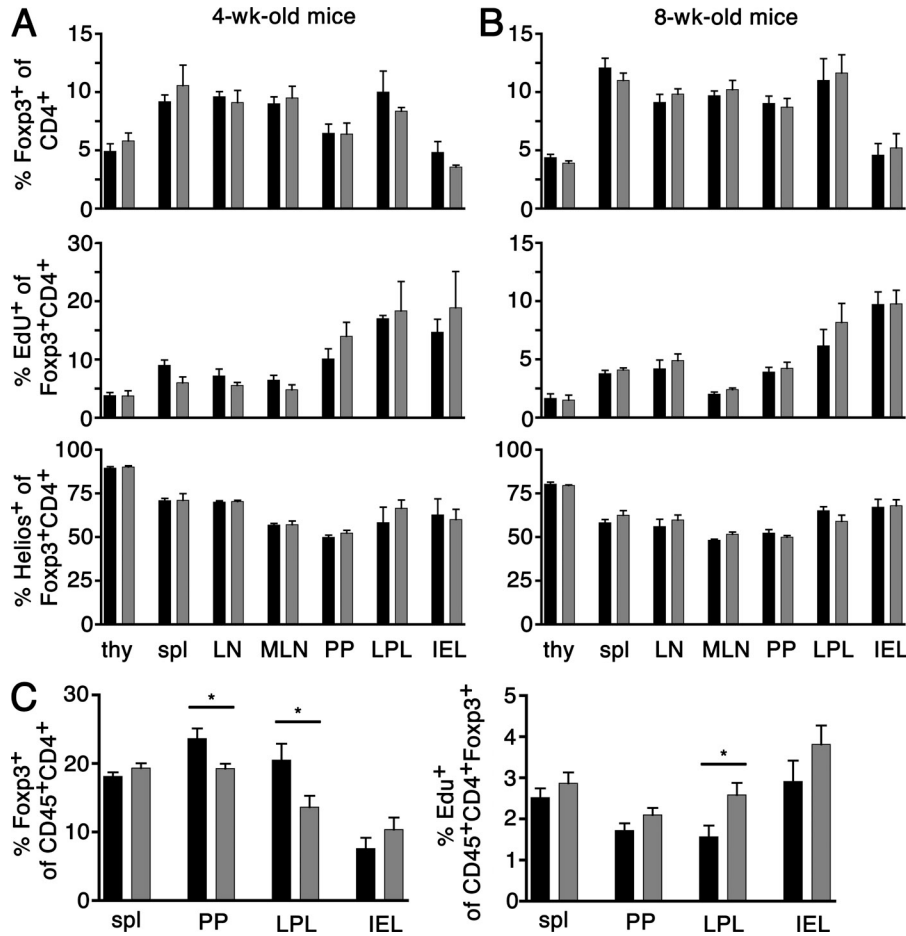 A
4-wk-old mice
B
8-wk-old mice
% Foxp3⁺ of
CD4⁺
15
10
5
0
15
10
5
0
% EdU⁺ of
Foxp3⁺CD4⁺
30
20
10
0
15
10
5
0
% Helios⁺ of
Foxp3⁺CD4⁺
100
75
50
25
0
100
75
50
25
0
thy spl LN MLN PP LPL IEL
thy spl LN MLN PP LPL IEL
C
% Foxp3⁺
of CD45⁺CD4⁺
30
20
10
0
*
*
spl PP LPL IEL
% Edu⁺
of CD45⁺CD4⁺Foxp3⁺
5
4
3
2
1
0
*
spl PP LPL IEL